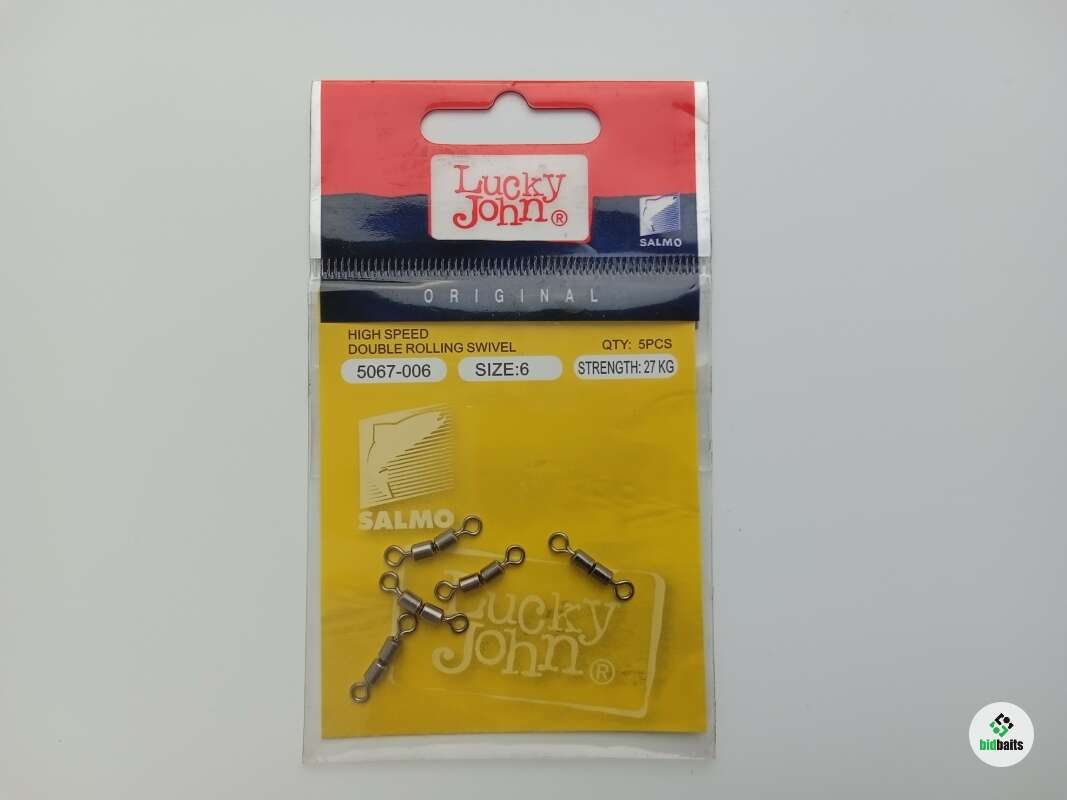 Lucky
John ®
SALMO
ORIGINAL
HIGH SPEED
DOUBLE ROLLING SWIVEL
QTY: 5PCS
5067-006
SIZE:6
STRENGTH: 27 KG
SALMO
Lucky
John ®
bidbaits